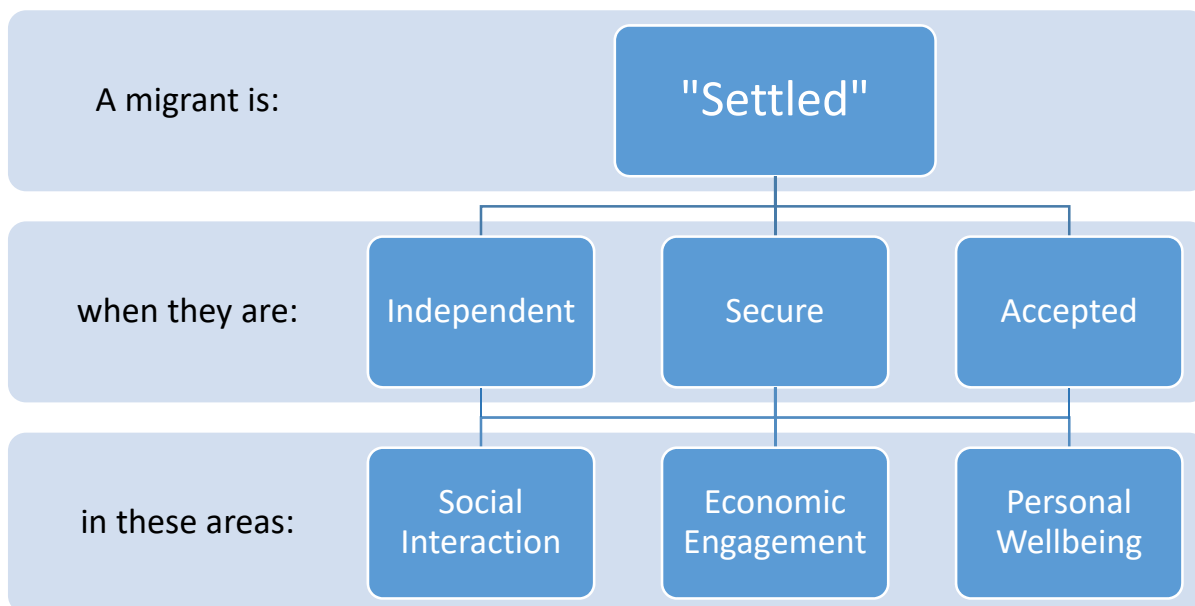 A migrant is:
"Settled"
when they are:
Independent
Secure
Accepted
in these areas:
Social
Interaction
Economic
Engagement
Personal
Wellbeing